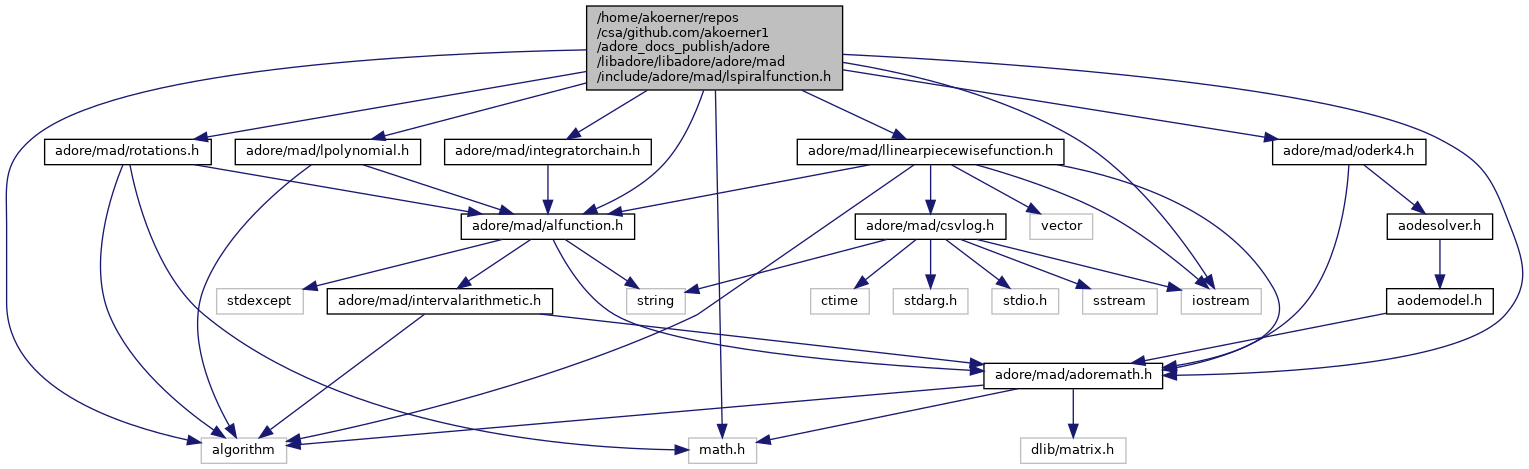 /home/akoerner/repos
/csa/github.com/akoerner1
/adore_docs_publish/adore
/libadore/libadore/adore/mad
/include/adore/mad/lspiralfunction.h
adore/mad/rotations.h
adore/mad/lpolynomial.h
adore/mad/integratorchain.h
adore/mad/llinearpiecewisefunction.h
adore/mad/oderk4.h
adore/mad/alfunction.h
adore/mad/csvlog.h
vector
aodesolver.h
stdexcept
adore/mad/intervalarithmetic.h
string
ctime
stdarg.h
stdio.h
sstream
iostream
aodemodel.h
adore/mad/adoremath.h
algorithm
math.h
dlib/matrix.h